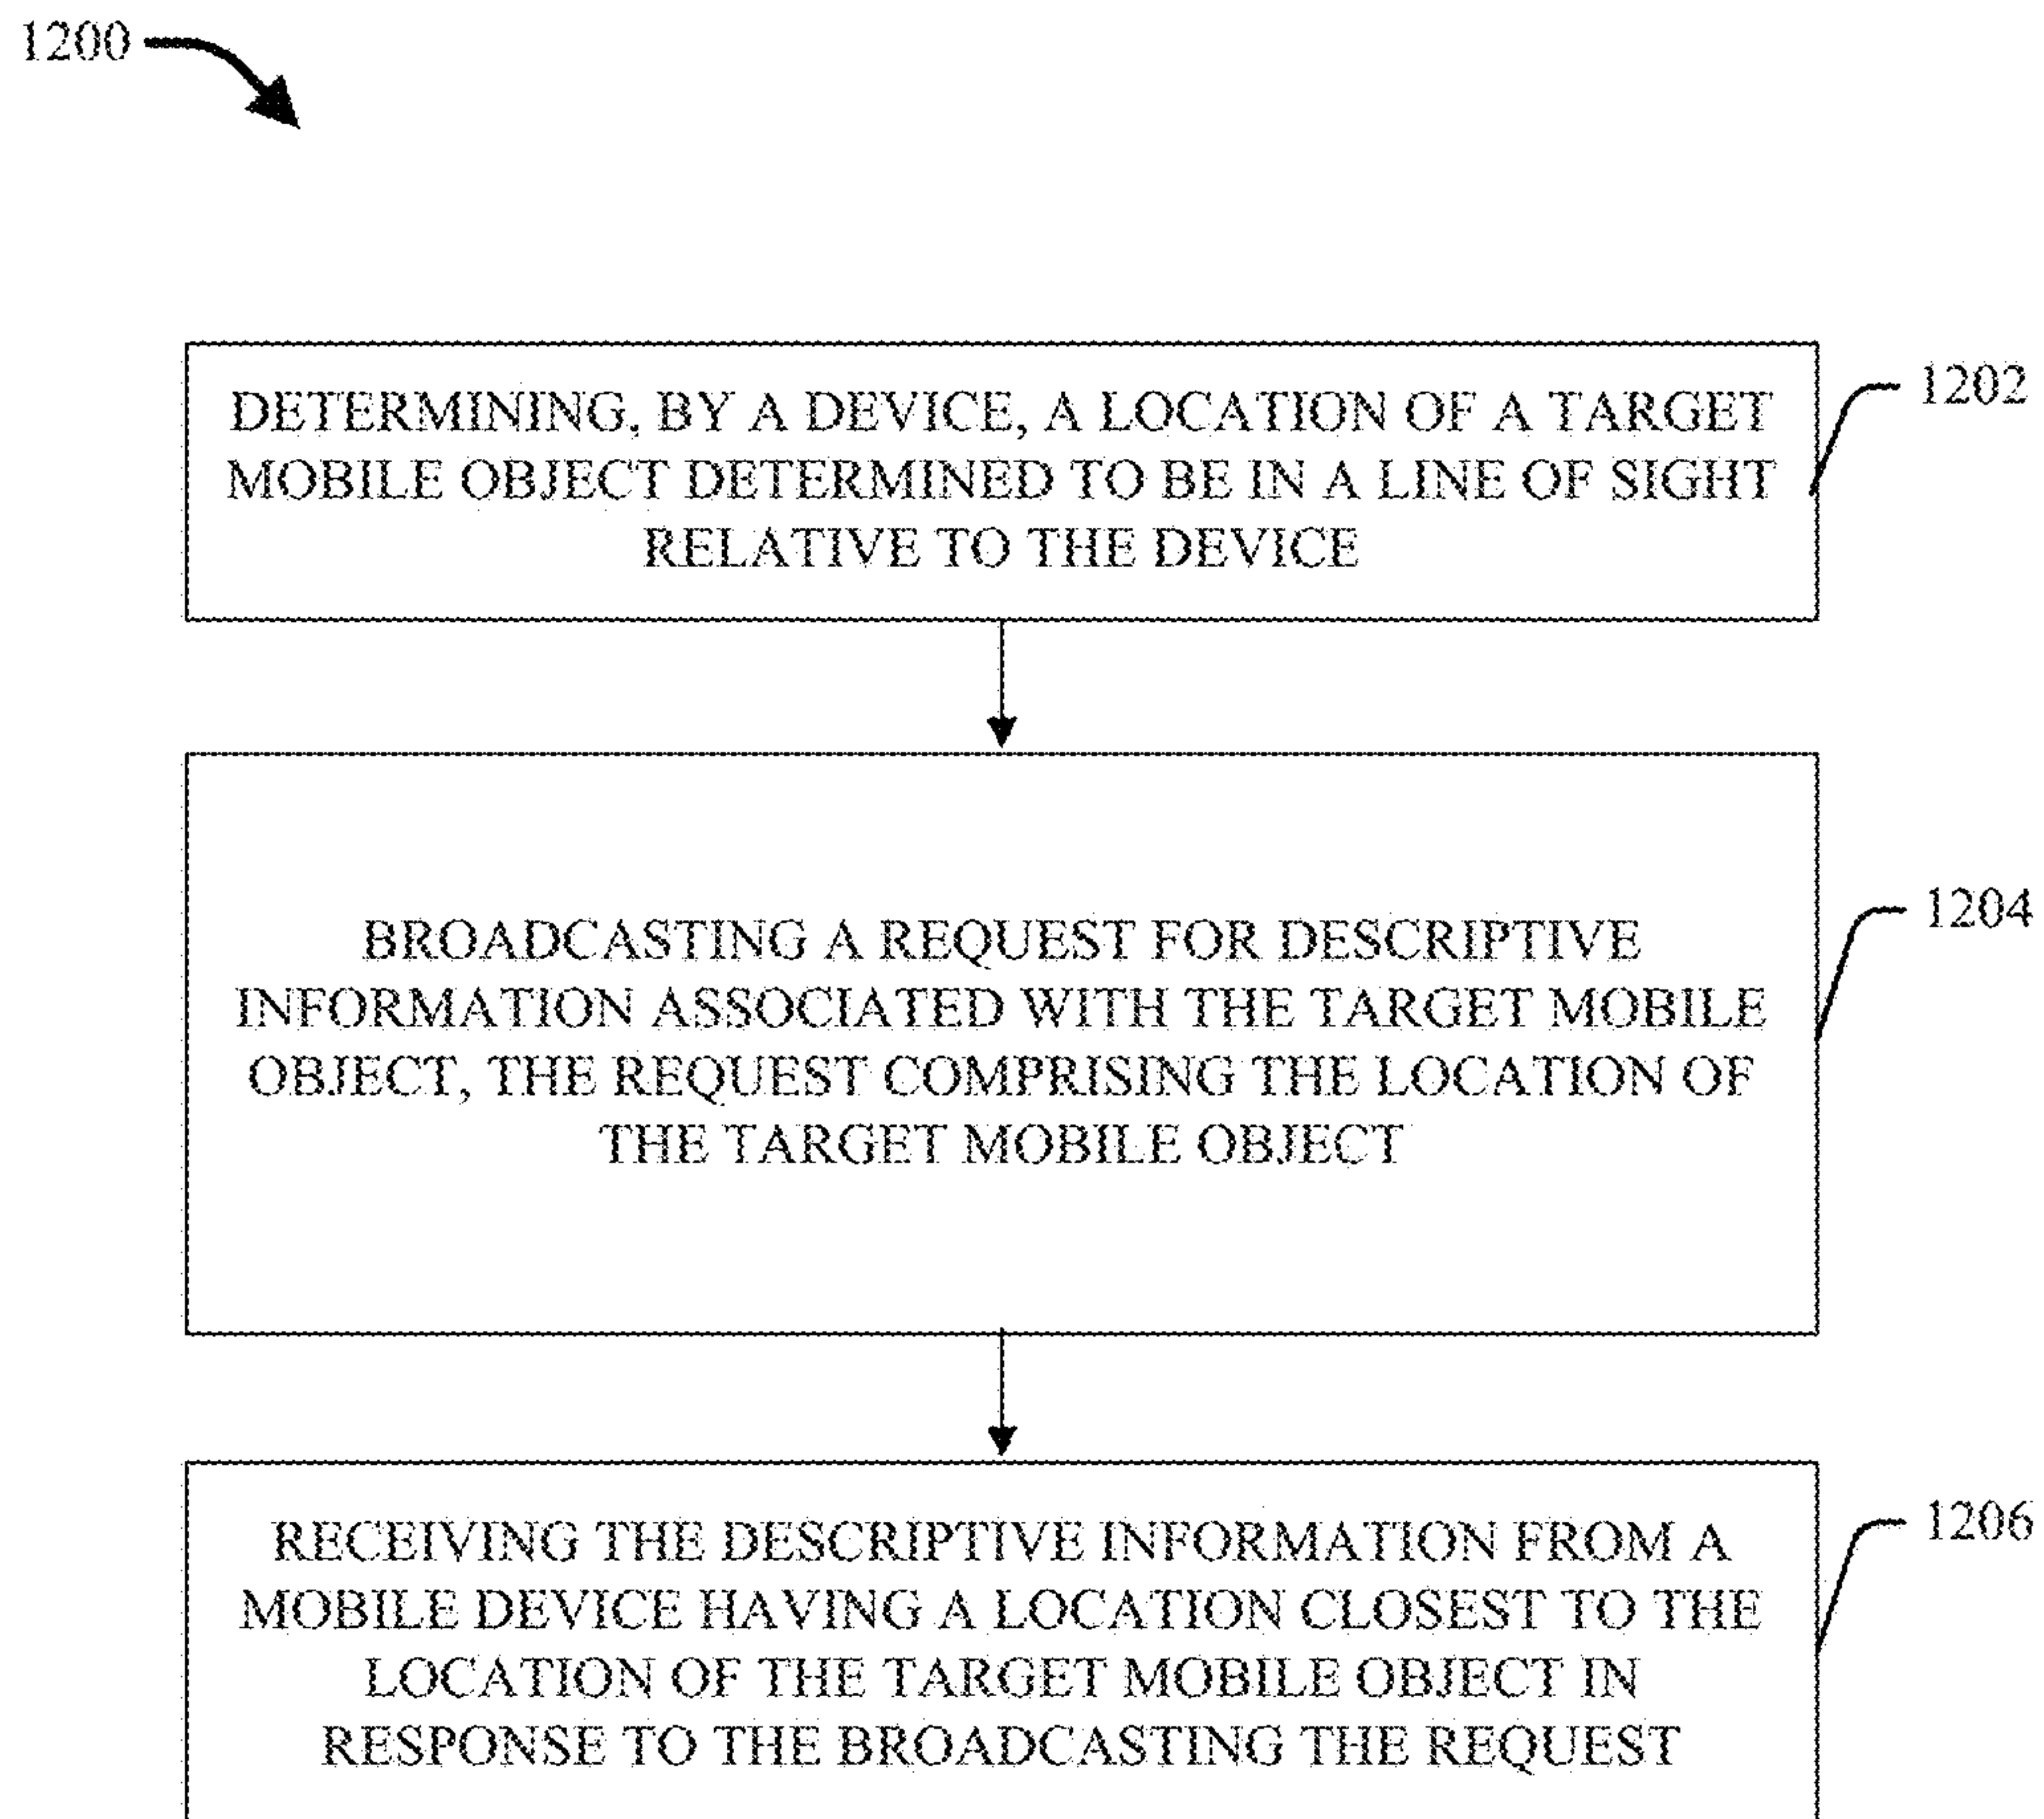 1200
DETERMINING, BY A DEVICE, A LOCATION OF A TARGET
MOBILE OBJECT DETERMINED TO BE IN A LINE OF SIGHT
RELATIVE TO THE DEVICE
1202
BROADCASTING A REQUEST FOR DESCRIPTIVE
INFORMATION ASSOCIATED WITH THE TARGET MOBILE
OBJECT, THE REQUEST COMPRISING THE LOCATION OF
THE TARGET MOBILE OBJECT
1204
RECEIVING THE DESCRIPTIVE INFORMATION FROM A
MOBILE DEVICE HAVING A LOCATION CLOSEST TO THE
LOCATION OF THE TARGET MOBILE OBJECT IN
RESPONSE TO THE BROADCASTING THE REQUEST
1206